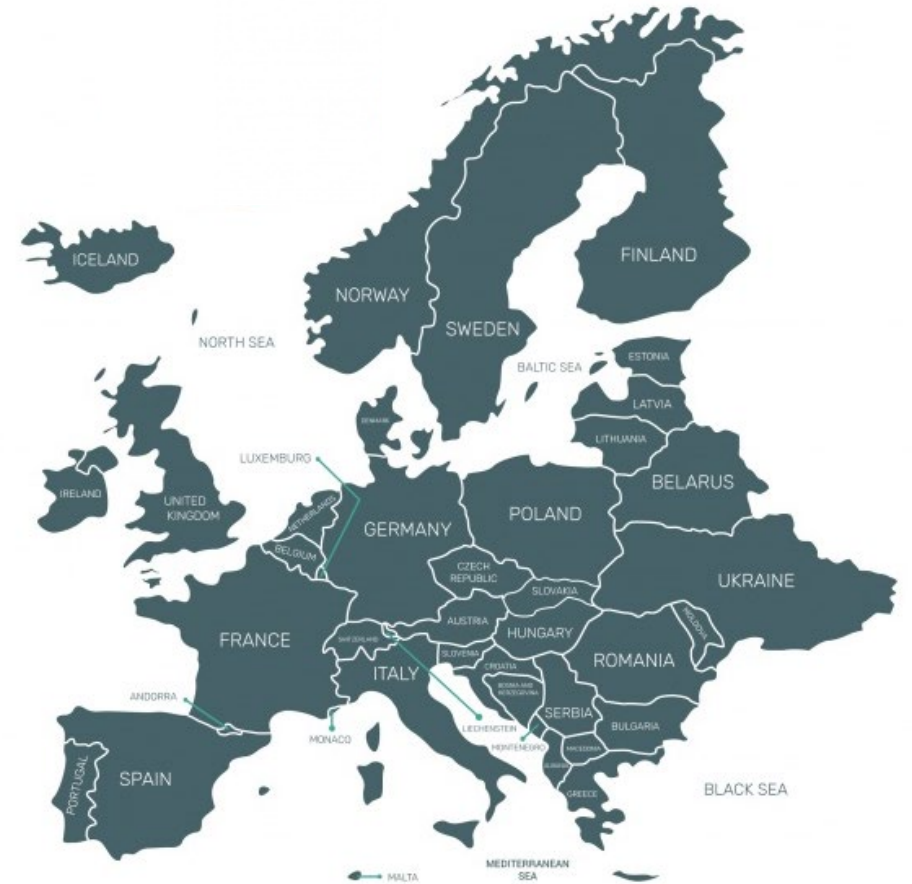 ICELAND
NORWAY
SWEDEN
FINLAND
NORTH SEA
BALTIC SEA
ESTONIA
LATVIA
LITHUANIA
DENMARK
BELARUS
LUXEMBURG
IRELAND
UNITED
KINGDOM
NETHERLANDS
BELGIUM
GERMANY
POLAND
CZECH
REPUBLIC
SLOVAKIA
UKRAINE
MOLDOVA
FRANCE
SWITZERLAND
AUSTRIA
HUNGARY
SLOVENIA
CROATIA
ROMANIA
ITALY
BOSNIA AND
HERZEGOVINA
SERBIA
ANDORRA
MONACO
LIECHENSTEIN
MONTENEGRO
BULGARIA
MACEDONIA
ALBANIA
GREECE
PORTUGAL
SPAIN
BLACK SEA
MEDITERRANEAN
SEA
MALTA